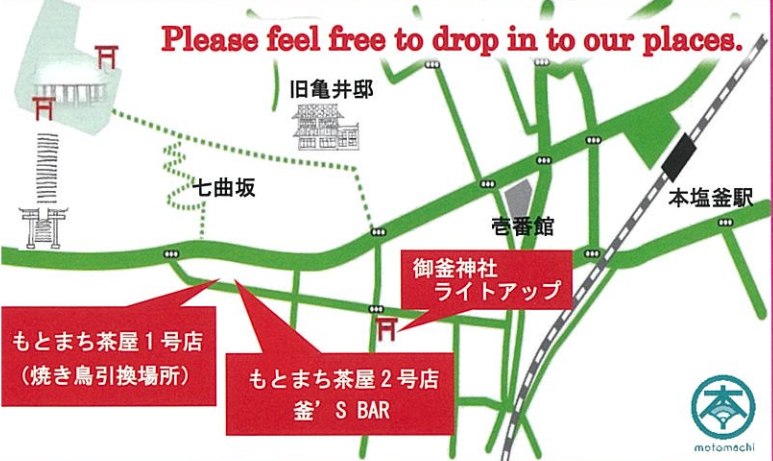 Please feel free to drop in to our places.
旧亀井邸
七曲坂
本塩釜駅
壱番館
御釜神社
ライトアップ
もとまち茶屋1号店
(焼き鳥引換場所)
もとまち茶屋2号店
釜'S BAR
本
motomachi